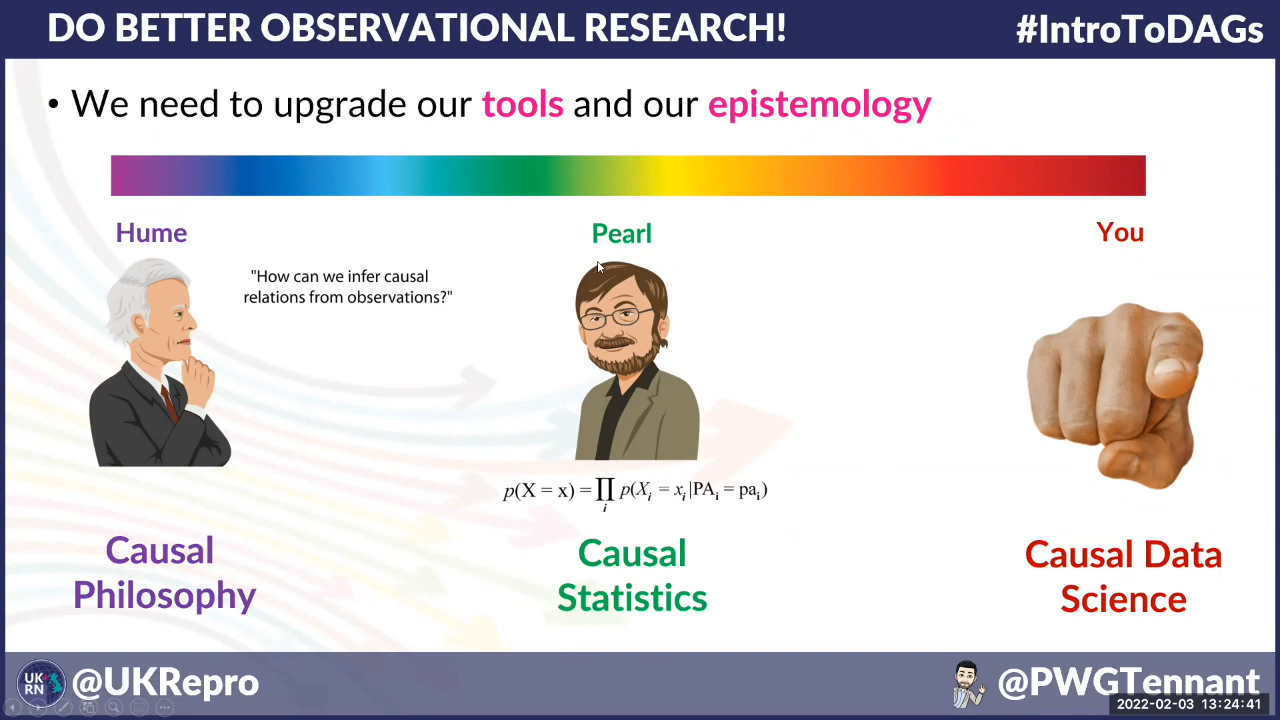 DO BETTER OBSERVATIONAL RESEARCH!
#IntroToDAGs
• We need to upgrade our tools and our epistemology
Hume
Pearl
You
"How can we infer causal
relations from observations?"
p(X = x) = ∏ p(Xᵢ = xᵢ|PAᵢ = paᵢ)
i
Causal
Philosophy
Causal
Statistics
Causal Data
Science
UK
RN
@UKRepro
@PWGTennant
2022-02-03 13:24:41